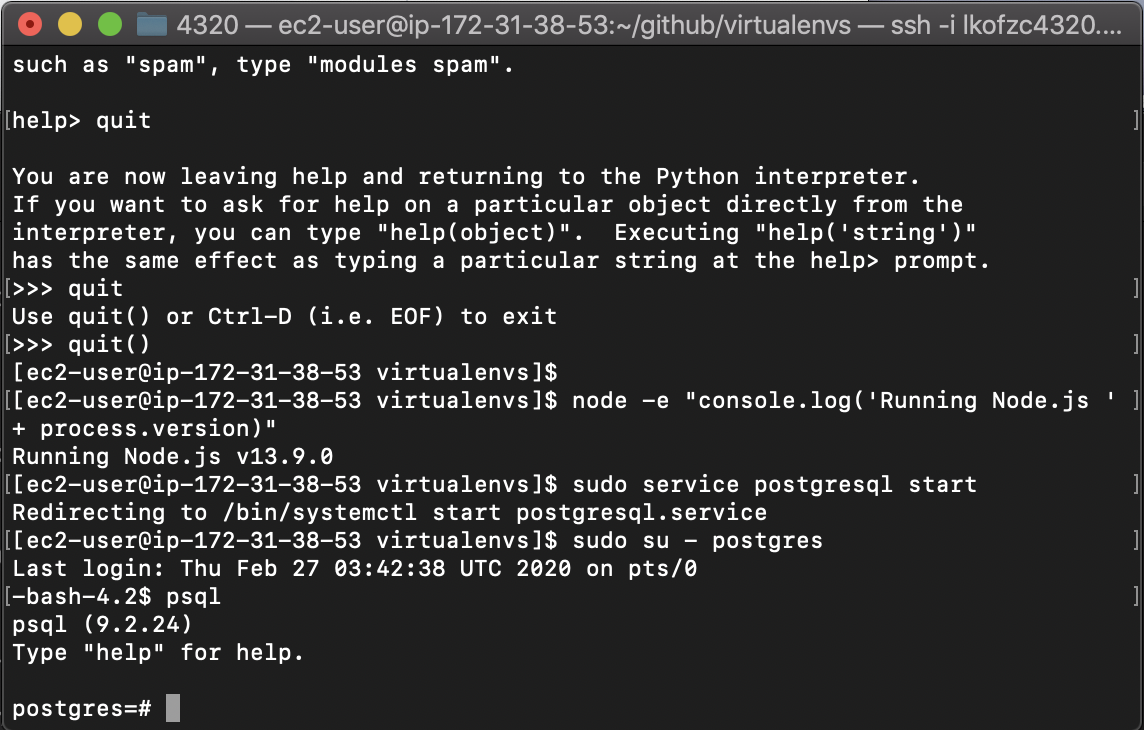 4320 — ec2-user@ip-172-31-38-53:~/github/virtualenvs — ssh -i lkofzc4320....
such as "spam", type "modules spam".
[help> quit ]
You are now leaving help and returning to the Python interpreter.
If you want to ask for help on a particular object directly from the
interpreter, you can type "help(object)".  Executing "help('string')"
has the same effect as typing a particular string at the help> prompt.
[>>> quit ]
Use quit() or Ctrl-D (i.e. EOF) to exit
[>>> quit() ]
[ec2-user@ip-172-31-38-53 virtualenvs]$
[[ec2-user@ip-172-31-38-53 virtualenvs]$ node -e "console.log('Running Node.js ' ]
+ process.version)"
Running Node.js v13.9.0
[[ec2-user@ip-172-31-38-53 virtualenvs]$ sudo service postgresql start ]
Redirecting to /bin/systemctl start postgresql.service
[[ec2-user@ip-172-31-38-53 virtualenvs]$ sudo su - postgres ]
Last login: Thu Feb 27 03:42:38 UTC 2020 on pts/0
[-bash-4.2$ psql ]
psql (9.2.24)
Type "help" for help.
postgres=#